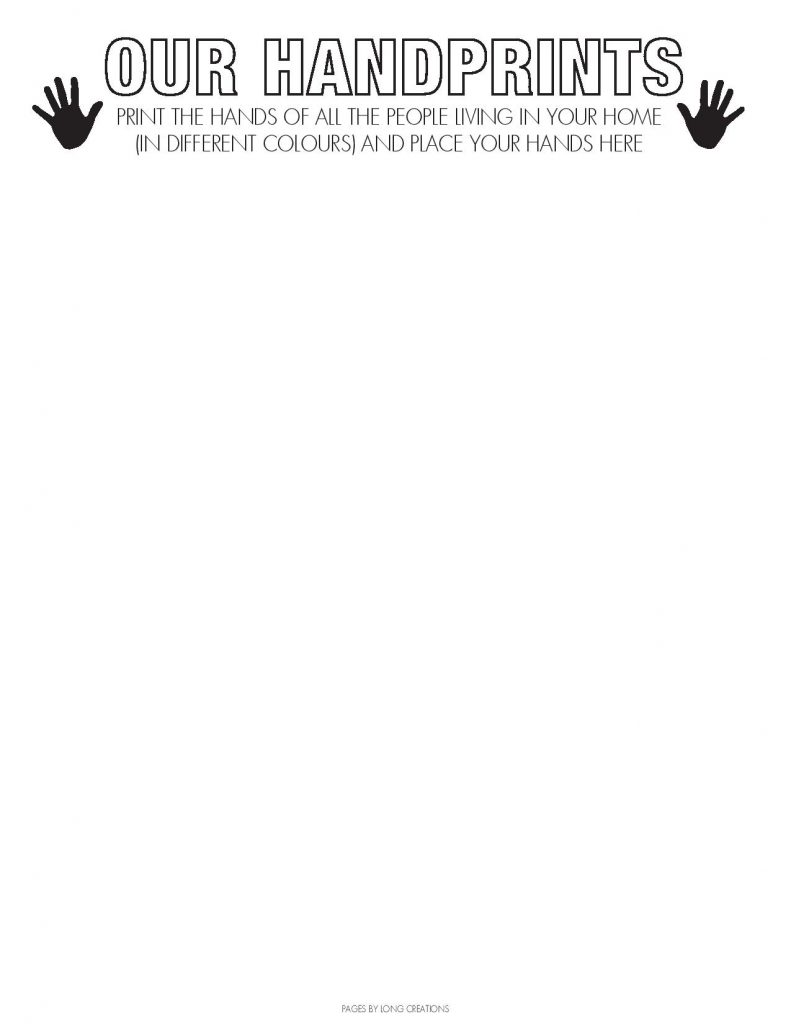 OUR HANDPRINTS
PRINT THE HANDS OF ALL THE PEOPLE LIVING IN YOUR HOME
(IN DIFFERENT COLOURS) AND PLACE YOUR HANDS HERE
PAGES BY LONG CREATIONS